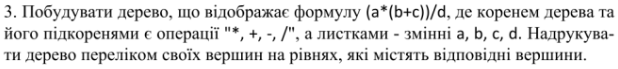 3. Побудувати дерево, що відображає формулу (a*(b+c))/d, де коренем дерева та
його підкоренями є операції "*, +, -, /", а листками - змінні a, b, c, d. Надрукува-
ти дерево переліком своїх вершин на рівнях, які містять відповідні вершини.